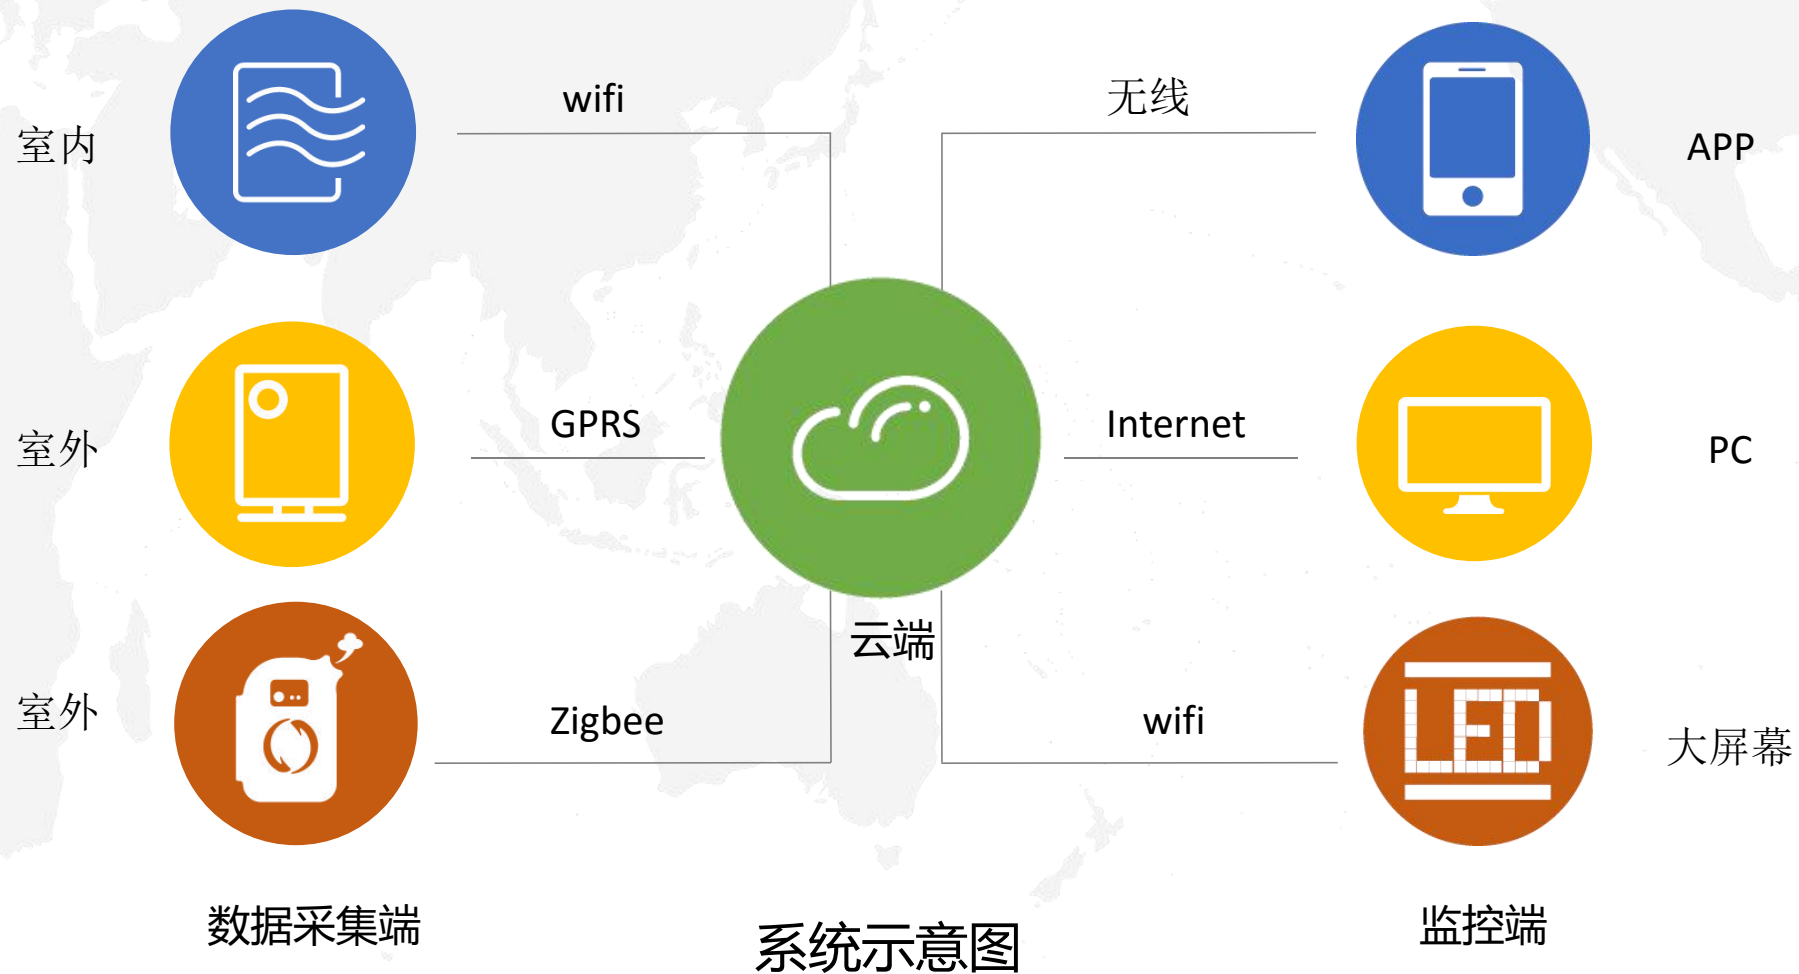 wifi
无线
室内
APP
室外
GPRS
Internet
PC
云端
室外
Zigbee
wifi
LED
大屏幕
数据采集端
系统示意图
监控端